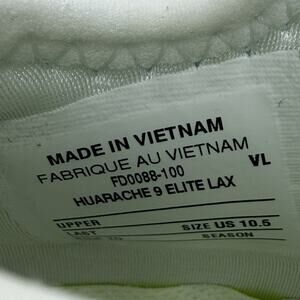 MADE IN VIETNAM
FABRIQUE AU VIETNAM
FD0088-100 VL
HUARACHE 9 ELITE LAX
UPPER SIZE US 10.5
LAST SEASON